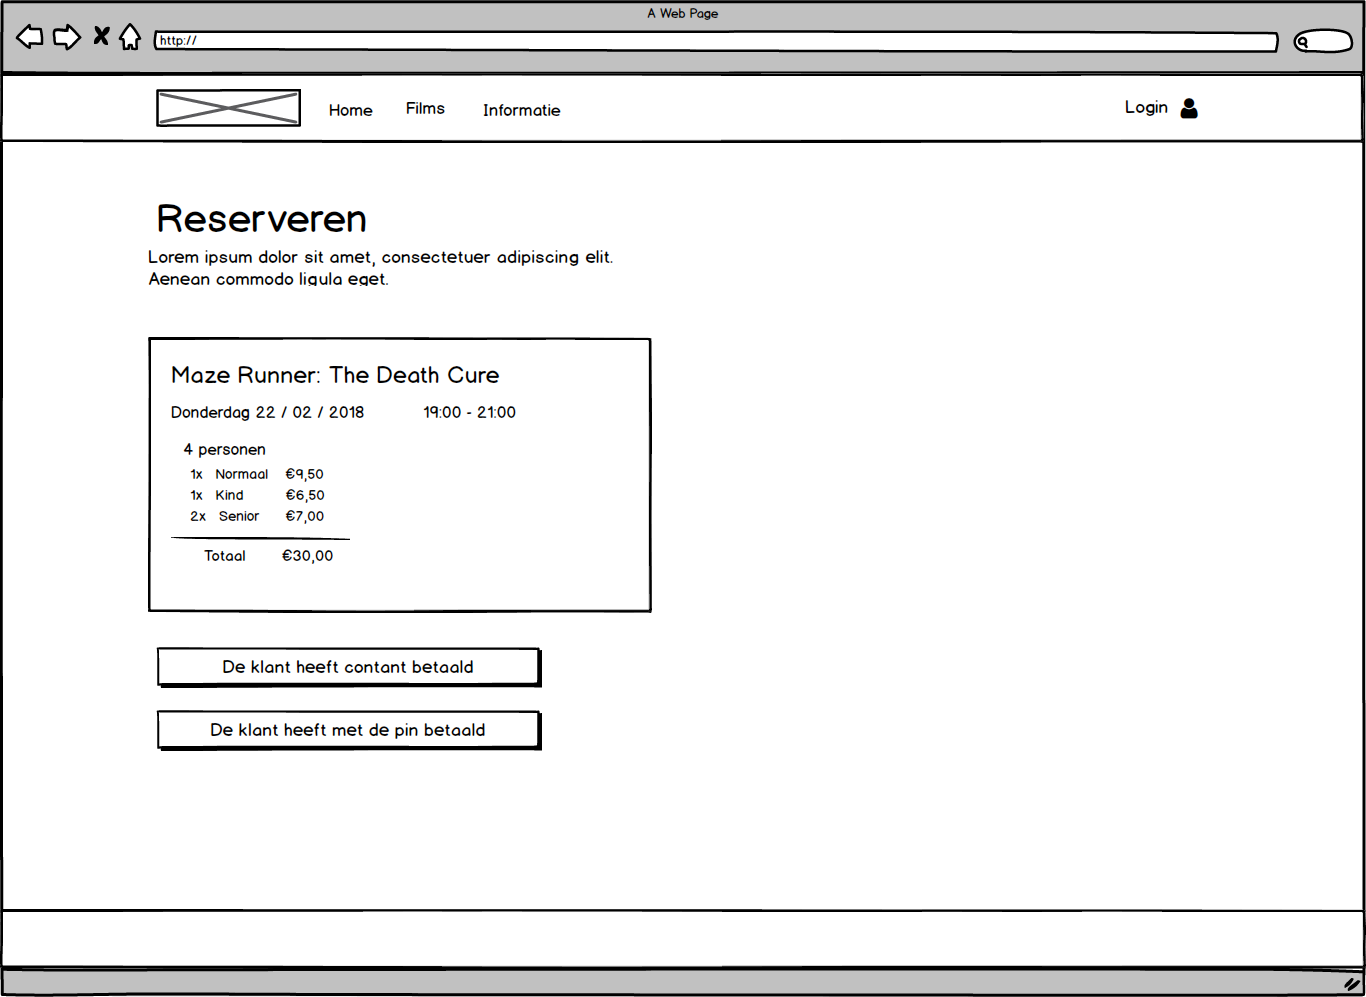 A Web Page
http://
Home Films Informatie Login
Reserveren
Lorem ipsum dolor sit amet, consectetuer adipiscing elit.
Aenean commodo ligula eget.
Maze Runner: The Death Cure
Donderdag 22 / 02 / 2018 19:00 - 21:00
4 personen
1x Normaal €9,50
1x Kind €6,50
2x Senior €7,00
Totaal €30,00
De klant heeft contant betaald
De klant heeft met de pin betaald